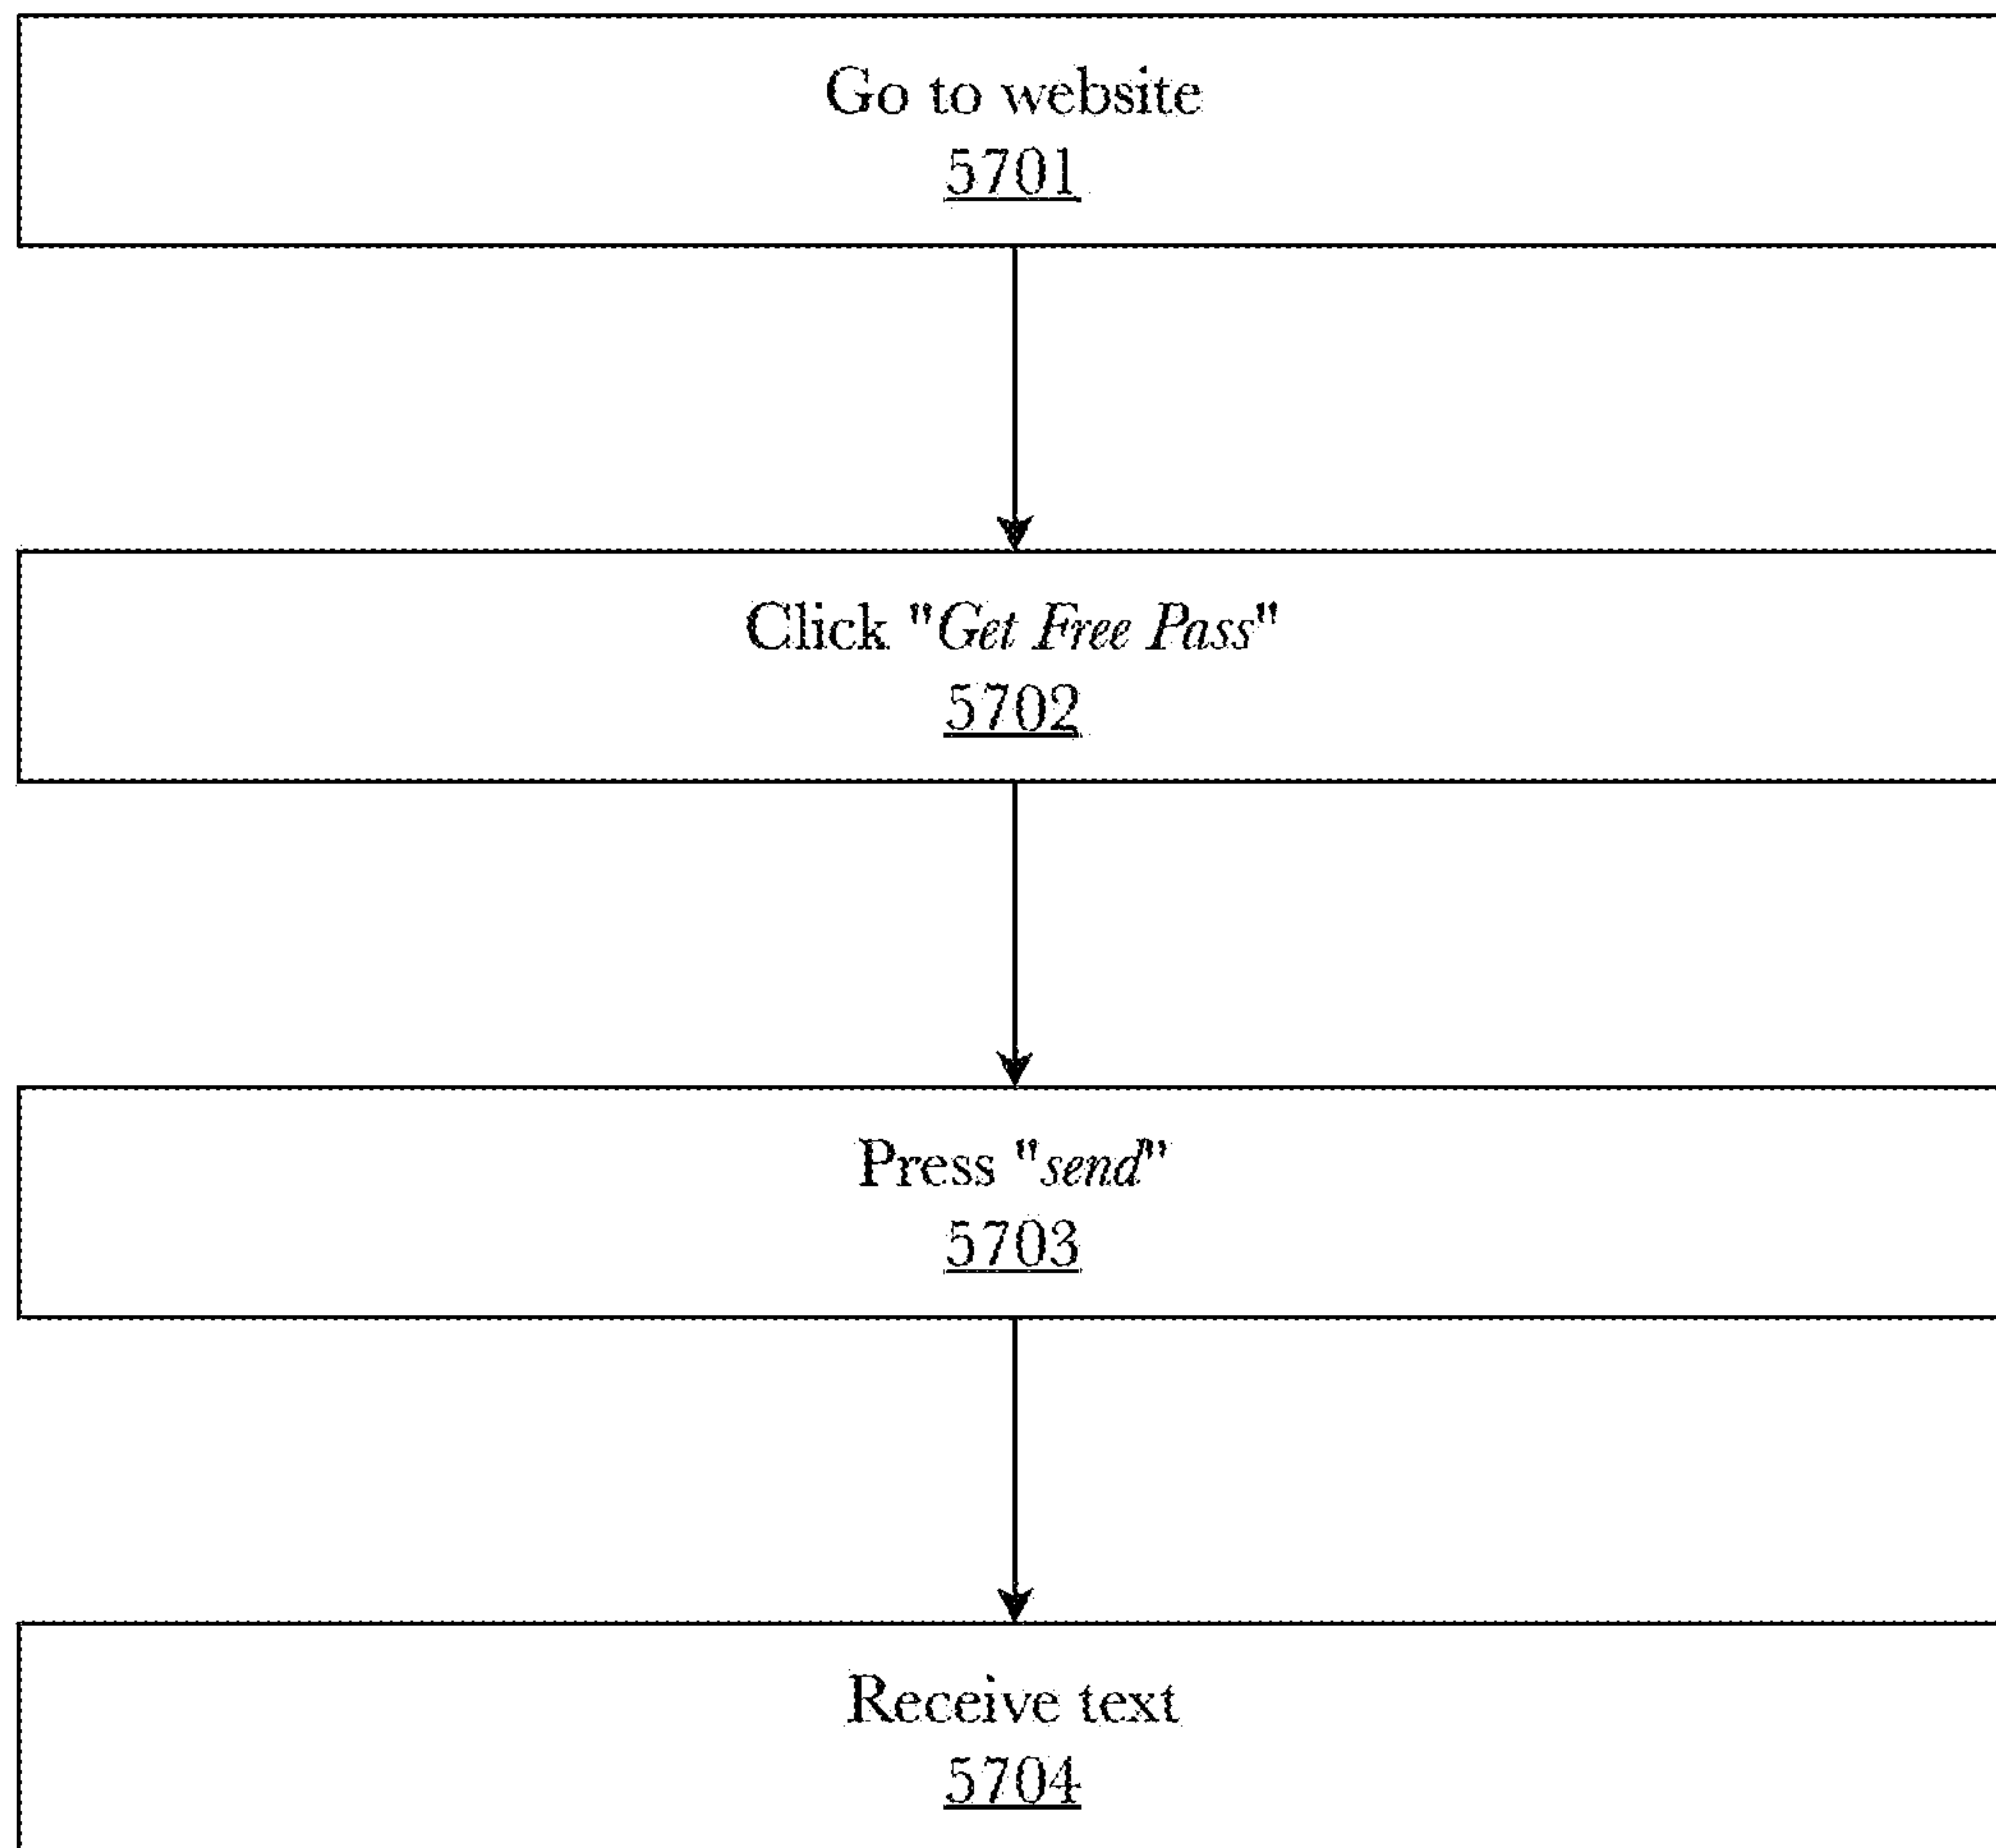 Go to website
5701
Click "Get Free Pass"
5702
Press "send"
5703
Receive text
5704